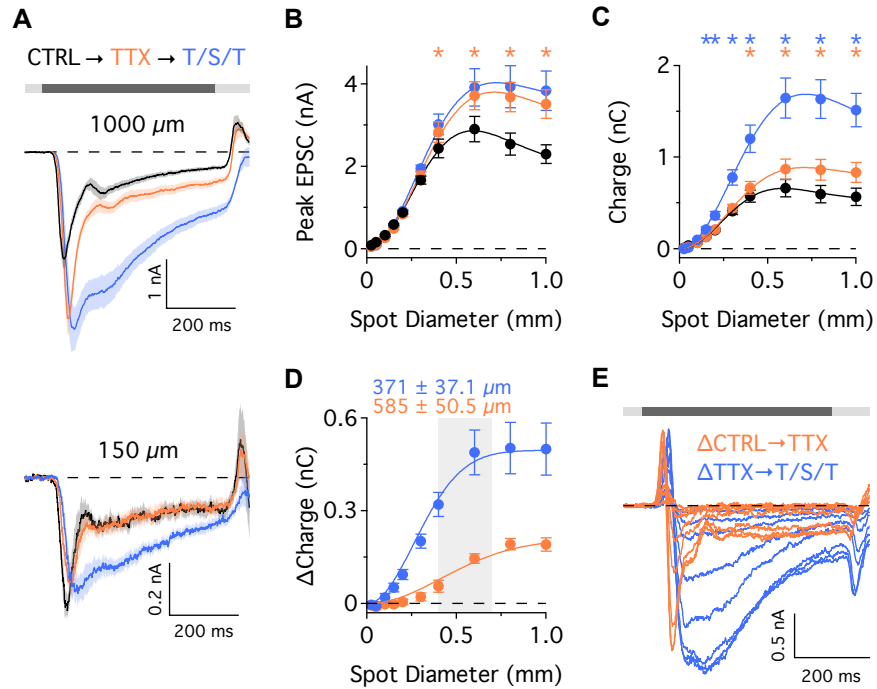 A
CTRL → TTX → T/S/T
1000 µm
1 nA
200 ms
150 µm
0.2 nA
200 ms
B
* * * *
Peak EPSC (nA)
4
2
0
0 0.5 1.0
Spot Diameter (mm)
C
** * * * * *
* * * *
Charge (nC)
2
1
0
0 0.5 1.0
Spot Diameter (mm)
D
371 ± 37.1 µm
585 ± 50.5 µm
ΔCharge (nC)
0.6
0.3
0
0 0.5 1.0
Spot Diameter (mm)
E
ΔCTRL→TTX
ΔTTX→T/S/T
0.5 nA
200 ms